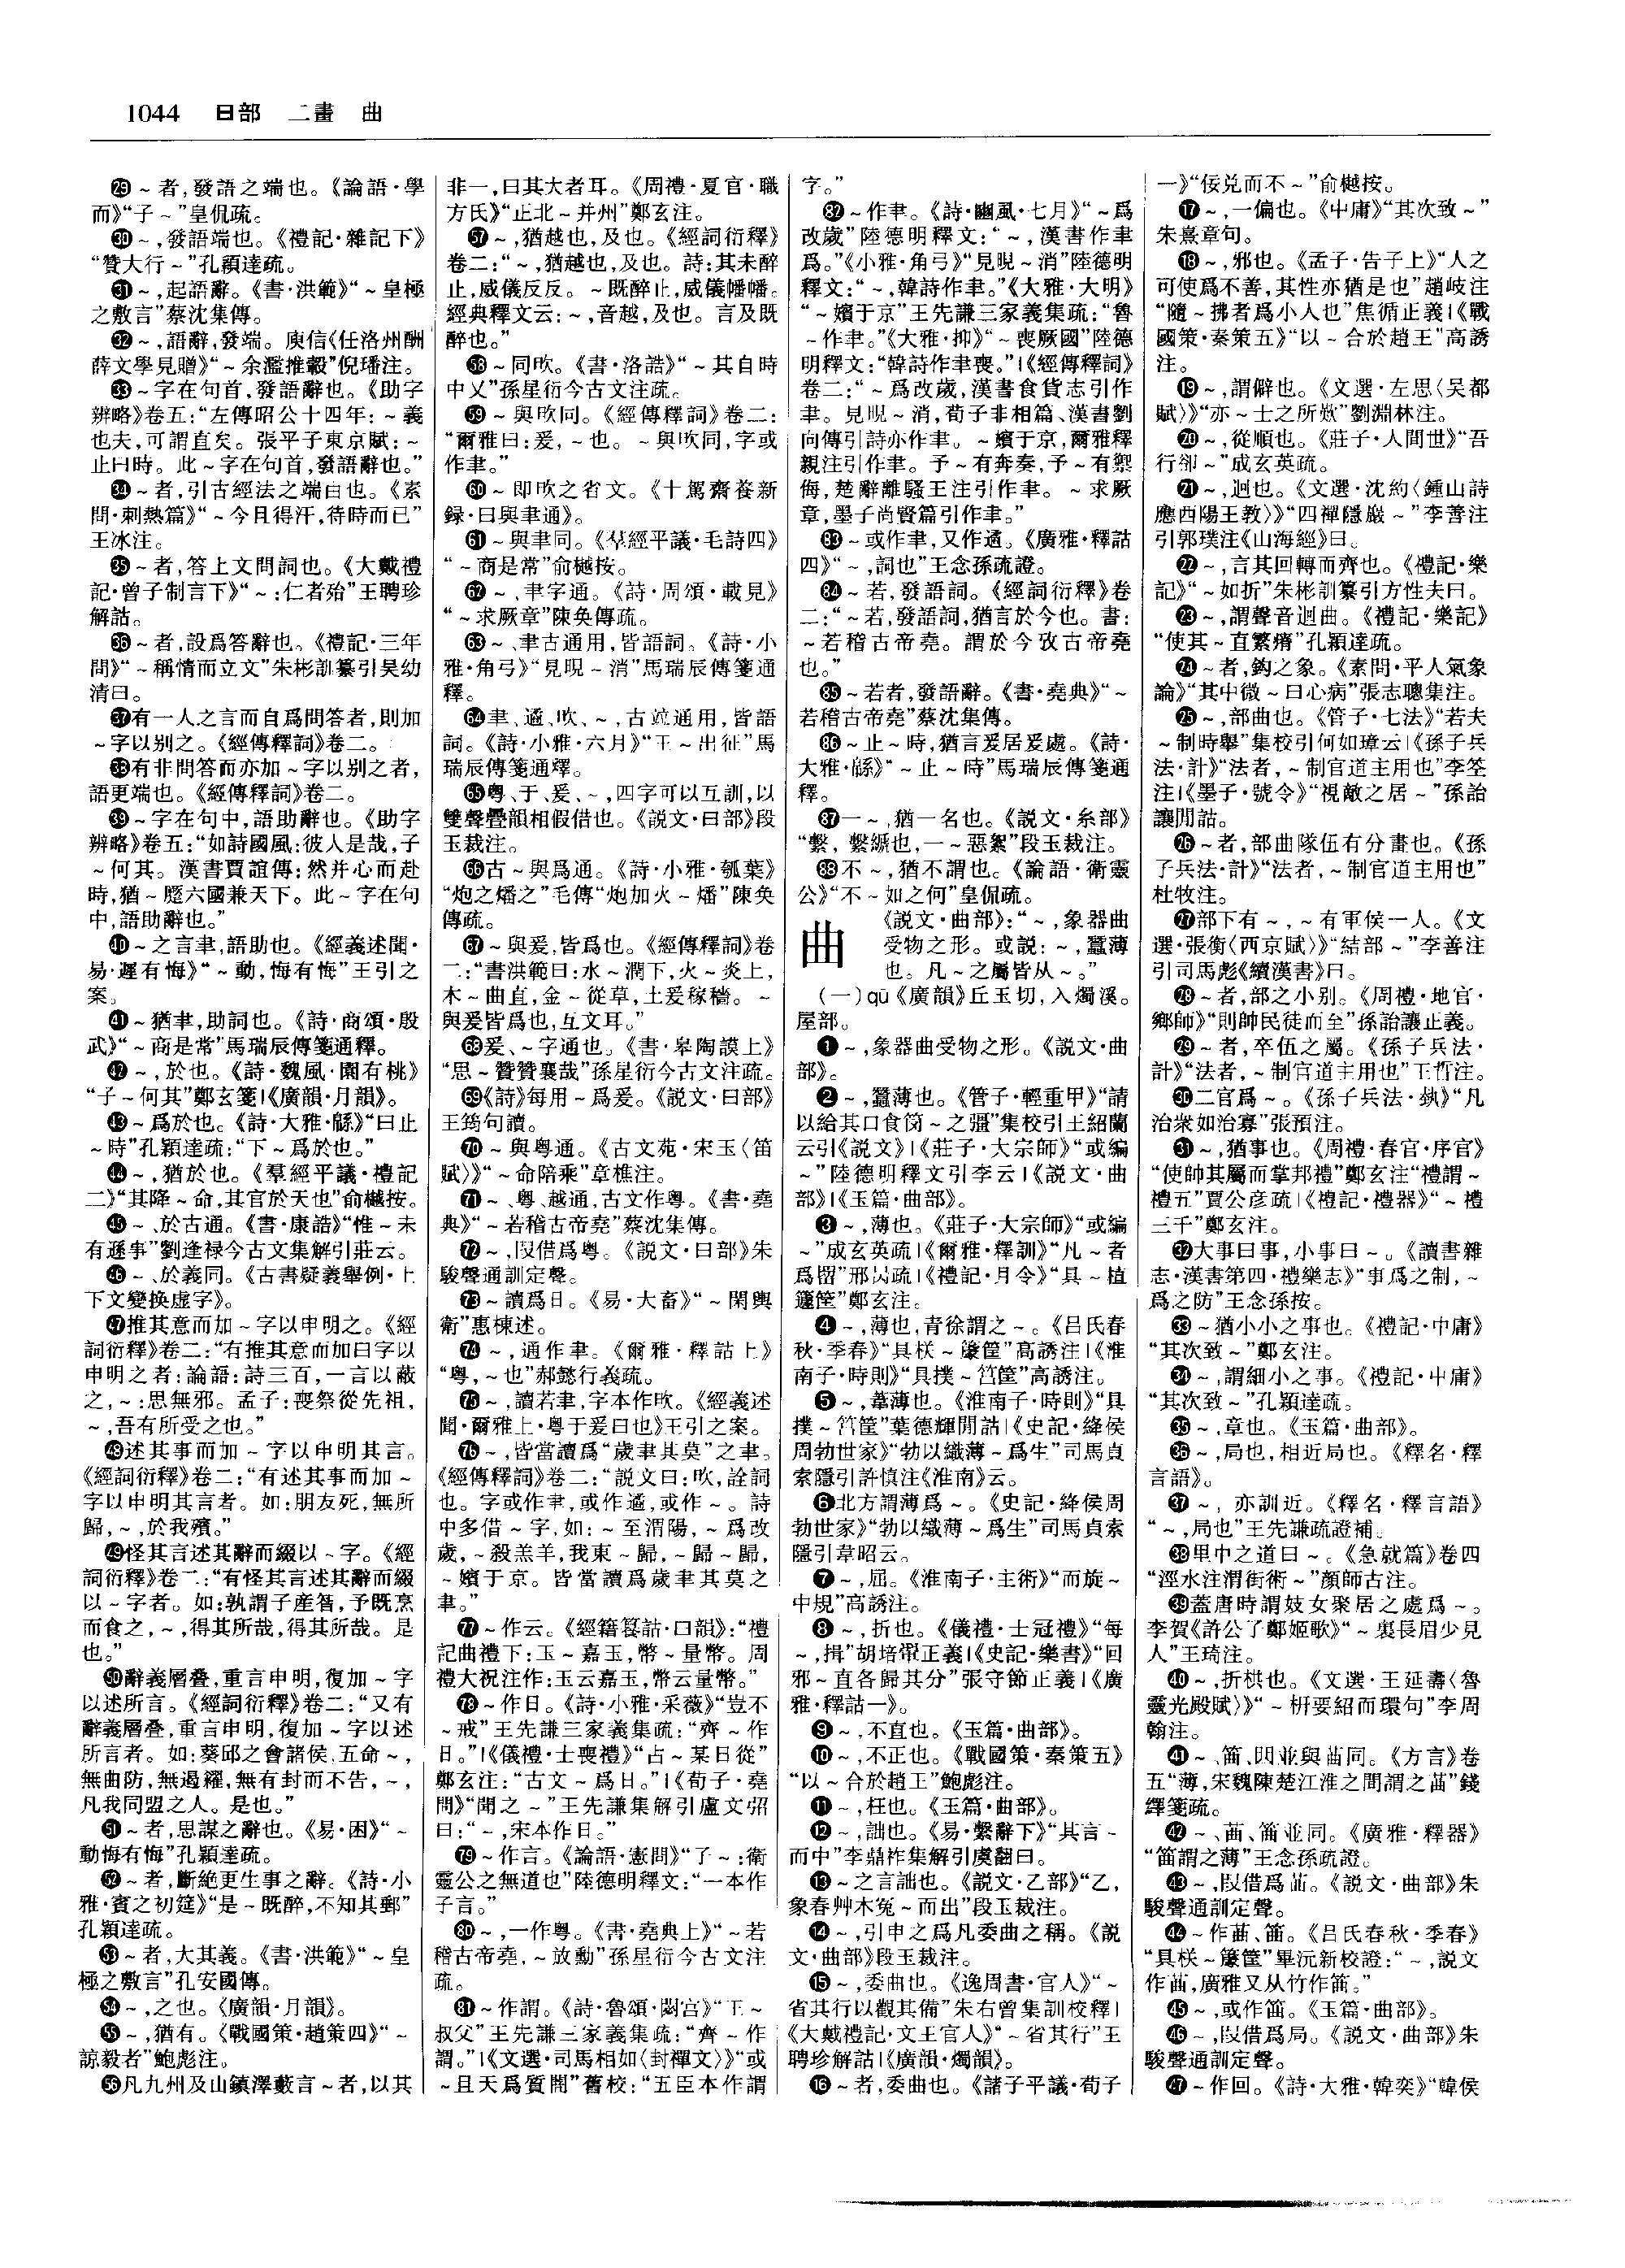 1044 曰部 二畫 曲
㉙～者,發語之端也。《論語·學
而》“子～”皇侃疏。
㉚～,發語端也。《禮記·雜記下》
“贊大行～”孔穎達疏。
㉛～,起語辭。《書·洪範》“～皇極
之敷言”蔡沈集傳。
㉜～,語辭,發端。庾信《任洛州酬
薛文學見贈》“～余濫推轂”倪璠注。
㉝～字在句首,發語辭也。《助字
辨略》卷五:“左傳昭公十四年:～義
也夫,可謂直矣。張平子東京賦:～
止曰時。此～字在句首,發語辭也。”
㉞～者,引古經法之端白也。《素
問·刺熱篇》“～今且得汗,待時而已”
王冰注。
㉟～者,答上文問詞也。《大戴禮
記·曾子制言下》“～:仁者殆”王聘珍
解詁。
㊱～者,設爲答辭也。《禮記·三年
問》“～稱情而立文”朱彬訓纂引吴幼
清曰。
㊲有一人之言而自爲問答者,則加
～字以别之。《經傳釋詞》卷二。
㊳有非問答而亦加～字以别之者,
語更端也。《經傳釋詞》卷二。
㊴～字在句中,語助辭也。《助字
辨略》卷五:“如詩國風:彼人是哉,子
～何其。漢書賈誼傳:然并心而赴
時,猶～蹷六國兼天下。此～字在句
中,語助辭也。”
㊵～之言聿,語助也。《經義述聞·
易·遲有悔》“～動,悔有悔”王引之
案。
㊶～猶聿,助詞也。《詩·商頌·殷
武》“～商是常”馬瑞辰傳箋通釋。
㊷～,於也。《詩·魏風·園有桃》
“子～何其”鄭玄箋|《廣韻·月韻》。
㊸～爲於也。《詩·大雅·緜》“曰止
～時”孔穎達疏:“下～爲於也。”
㊹～,猶於也。《羣經平議·禮記
二》“其降～命,其官於天也”俞樾按。
㊺～、於古通。《書·康誥》“惟～未
有遜事”劉逢禄今古文集解引莊云。
㊻～、於義同。《古書疑義舉例·上
下文變换虚字》。
㊼推其意而加～字以申明之。《經
詞衍釋》卷二:“有推其意而加曰字以
申明之者:論語:詩三百,一言以蔽
之,～:思無邪。孟子:喪祭從先祖,
～,吾有所受之也。”
㊽述其事而加～字以申明其言。
《經詞衍釋》卷二:“有述其事而加～
字以申明其言者。如:朋友死,無所
歸,～,於我殯。”
㊾怪其言述其辭而綴以～字。《經
詞衍釋》卷二:“有怪其言述其辭而綴
以～字者。如:孰謂子産智,予既烹
而食之,～,得其所哉,得其所哉。是
也。”
㊿辭義層叠,重言申明,復加～字
以述所言。《經詞衍釋》卷二:“又有
辭義層叠,重言申明,復加～字以述
所言者。如:葵邱之會諸侯,五命～,
無曲防,無遏糴,無有封而不告,～,
凡我同盟之人。是也。”
51～者,思謀之辭也。《易·困》“～
動悔有悔”孔穎達疏。
52～者,斷絶更生事之辭。《詩·小
雅·賓之初筵》“是～既醉,不知其郵”
孔穎達疏。
53～者,大其義。《書·洪範》“～皇
極之敷言”孔安國傳。
54～,之也。《廣韻·月韻》。
55～,猶有。《戰國策·趙策四》“～
諒毅者”鮑彪注。
56凡九州及山鎮澤藪言～者,以其
非一,曰其大者耳。《周禮·夏官·職
方氏》“正北～并州”鄭玄注。
57～,猶越也,及也。《經詞衍釋》
卷二:“～,猶越也,及也。詩:其未醉
止,威儀反反。～既醉止,威儀幡幡。
經典釋文云:～,音越,及也。言及既
醉也。”
58～同欥。《書·洛誥》“～其自時
中乂”孫星衍今古文注疏。
59～與欥同。《經傳釋詞》卷二:
“爾雅曰:爰,～也。～與欥同,字或
作聿。”
60～即欥之省文。《十駕齋養新
録·曰與聿通》。
61～與聿同。《羣經平議·毛詩四》
“～商是常”俞樾按。
62～、聿字通。《詩·周頌·載見》
“～求厥章”陳奂傳疏。
63～、聿古通用,皆語詞。《詩·小
雅·角弓》“見晛～消”馬瑞辰傳箋通
釋。
64聿、遹、欥、～,古竝通用,皆語
詞。《詩·小雅·六月》“王～出征”馬
瑞辰傳箋通釋。
65粤、于、爰、～,四字可以互訓,以
雙聲疊韻相假借也。《説文·曰部》段
玉裁注。
66古～與爲通。《詩·小雅·瓠葉》
“炮之燔之”毛傳“炮加火～燔”陳奂
傳疏。
67～與爰,皆爲也。《經傳釋詞》卷
二:“書洪範曰:水～潤下,火～炎上,
木～曲直,金～從革,土爰稼穡。～
與爰皆爲也,互文耳。”
68爰、～字通也。《書·皋陶謨上》
“思～贊贊襄哉”孫星衍今古文注疏。
69《詩》每用～爲爰。《説文·曰部》
王筠句讀。
70～與粤通。《古文苑·宋玉〈笛
賦〉》“～命陪乘”章樵注。
71～、粤、越通,古文作粤。《書·堯
典》“～若稽古帝堯”蔡沈集傳。
72～,叚借爲粤。《説文·曰部》朱
駿聲通訓定聲。
73～讀爲日。《易·大畜》“～閑輿
衛”惠棟述。
74～,通作聿。《爾雅·釋詁上》
“粤,～也”郝懿行義疏。
75～,讀若聿,字本作欥。《經義述
聞·爾雅上·粤于爰曰也》王引之案。
76～,皆當讀爲“歲聿其莫”之聿。
《經傳釋詞》卷二:“説文曰:欥,詮詞
也。字或作聿,或作遹,或作～。詩
中多借～字,如:～至渭陽,～爲改
歲,～殺羔羊,我東～歸,～歸～歸,
～嬪于京。皆當讀爲歲聿其莫之
聿。”
77～作云。《經籍籑詁·口韻》:“禮
記曲禮下:玉～嘉玉,幣～量幣。周
禮大祝注作:玉云嘉玉,幣云量幣。”
78～作日。《詩·小雅·采薇》“豈不
～戒”王先謙三家義集疏:“齊～作
日。”|《儀禮·士喪禮》“占～某日從”
鄭玄注:“古文～爲日。”|《荀子·堯
問》“聞之～”王先謙集解引盧文弨
曰:“～,宋本作日。”
79～作言。《論語·憲問》“子～:衛
靈公之無道也”陸德明釋文:“一本作
子言。”
80～,一作粤。《書·堯典上》“～若
稽古帝堯,～放勳”孫星衍今古文注
疏。
81～作謂。《詩·魯頌·閟宫》“王～
叔父”王先謙三家義集疏:“齊～作
謂。”|《文選·司馬相如〈封禪文〉》“或
～且天爲質闇”舊校:“五臣本作謂
字。”
82～作聿。《詩·豳風·七月》“～爲
改歲”陸德明釋文:“～,漢書作聿
爲。”《小雅·角弓》“見晛～消”陸德明
釋文:“～,韓詩作聿。”《大雅·大明》
“～嬪于京”王先謙三家義集疏:“魯
～作聿。”《大雅·抑》“～喪厥國”陸德
明釋文:“韓詩作聿喪。”|《經傳釋詞》
卷二:“～爲改歲,漢書食貨志引作
聿。見晛～消,荀子非相篇、漢書劉
向傳引詩亦作聿。～嬪于京,爾雅釋
親注引作聿。予～有奔奏,予～有禦
侮,楚辭離騷王注引作聿。～求厥
章,墨子尚賢篇引作聿。”
83～或作聿,又作遹。《廣雅·釋詁
四》“～,詞也”王念孫疏證。
84～若,發語詞。《經詞衍釋》卷
二:“～若,發語詞,猶言於今也。書:
～若稽古帝堯。謂於今攷古帝堯
也。”
85～若者,發語辭。《書·堯典》“～
若稽古帝堯”蔡沈集傳。
86～止～時,猶言爰居爰處。《詩·
大雅·緜》“～止～時”馬瑞辰傳箋通
釋。
87一～,猶一名也。《説文·糸部》
“繫,繫𦃇也,一～惡絮”段玉裁注。
88不～,猶不謂也。《論語·衛靈
公》“不～如之何”皇侃疏。
曲
《説文·曲部》:“～,象器曲
受物之形。或説:～,蠶薄
也。凡～之屬皆从～。”
(一)qū《廣韻》丘玉切,入燭溪。
屋部。
❶～,象器曲受物之形。《説文·曲
部》。
❷～,蠶薄也。《管子·輕重甲》“請
以給其口食筩～之彊”集校引王紹蘭
云引《説文》|《莊子·大宗師》“或編
～”陸德明釋文引李云|《説文·曲
部》|《玉篇·曲部》。
❸～,薄也。《莊子·大宗師》“或編
～”成玄英疏|《爾雅·釋訓》“凡～者
爲罶”邢昺疏|《禮記·月令》“具～植
籧筐”鄭玄注。
❹～,薄也,青徐謂之～。《吕氏春
秋·季春》“具栚～籧筐”高誘注|《淮
南子·時則》“具撲～筥筐”高誘注。
❺～,葦薄也。《淮南子·時則》“具
撲～筥筐”葉德輝閒詁|《史記·絳侯
周勃世家》“勃以織薄～爲生”司馬貞
索隱引許慎注《淮南》云。
❻北方謂薄爲～。《史記·絳侯周
勃世家》“勃以織薄～爲生”司馬貞索
隱引韋昭云。
❼～,屈。《淮南子·主術》“而旋～
中規”高誘注。
❽～,折也。《儀禮·士冠禮》“每
～,揖”胡培翬正義|《史記·樂書》“回
邪～直各歸其分”張守節正義|《廣
雅·釋詁一》。
❾～,不直也。《玉篇·曲部》。
❿～,不正也。《戰國策·秦策五》
“以～合於趙王”鮑彪注。
⓫～,枉也。《玉篇·曲部》。
⓬～,詘也。《易·繫辭下》“其言～
而中”李鼎祚集解引虞翻曰。
⓭～之言詘也。《説文·乙部》“乙,
象春艸木冤～而出”段玉裁注。
⓮～,引申之爲凡委曲之稱。《説
文·曲部》段玉裁注。
⓯～,委曲也。《逸周書·官人》“～
省其行以觀其備”朱右曾集訓校釋|
《大戴禮記·文王官人》“～省其行”王
聘珍解詁|《廣韻·燭韻》。
⓰～者,委曲也。《諸子平議·荀子
一》“佞兑而不～”俞樾按。
⓱～,一偏也。《中庸》“其次致～”
朱熹章句。
⓲～,邪也。《孟子·告子上》“人之
可使爲不善,其性亦猶是也”趙岐注
“隨～拂者爲小人也”焦循正義|《戰
國策·秦策五》“以～合於趙王”高誘
注。
⓳～,謂僻也。《文選·左思〈吴都
賦〉》“亦～士之所歎”劉淵林注。
⓴～,從順也。《莊子·人間世》“吾
行郤～”成玄英疏。
㉑～,迴也。《文選·沈約〈鍾山詩
應西陽王教〉》“四禪隱巖～”李善注
引郭璞注《山海經》曰。
㉒～,言其回轉而齊也。《禮記·樂
記》“～如折”朱彬訓纂引方性夫曰。
㉓～,謂聲音迴曲。《禮記·樂記》
“使其～直繁瘠”孔穎達疏。
㉔～者,鈎之象。《素問·平人氣象
論》“其中微～曰心病”張志聰集注。
㉕～,部曲也。《管子·七法》“若夫
～制時舉”集校引何如璋云|《孫子兵
法·計》“法者,～制官道主用也”李筌
注|《墨子·號令》“視敵之居～”孫詒
讓閒詁。
㉖～者,部曲隊伍有分畫也。《孫
子兵法·計》“法者,～制官道主用也”
杜牧注。
㉗部下有～,～有軍侯一人。《文
選·張衡〈西京賦〉》“結部～”李善注
引司馬彪《續漢書》曰。
㉘～者,部之小别。《周禮·地官·
鄉師》“則帥民徒而至”孫詒讓正義。
㉙～者,卒伍之屬。《孫子兵法·
計》“法者,～制官道主用也”王晳注。
㉚二官爲～。《孫子兵法·埶》“凡
治衆如治寡”張預注。
㉛～,猶事也。《周禮·春官·序官》
“使帥其屬而掌邦禮”鄭玄注“禮謂～
禮五”賈公彦疏|《禮記·禮器》“～禮
三千”鄭玄注。
㉜大事曰事,小事曰～。《讀書雜
志·漢書第四·禮樂志》“事爲之制,～
爲之防”王念孫按。
㉝～猶小小之事也。《禮記·中庸》
“其次致～”鄭玄注。
㉞～,謂細小之事。《禮記·中庸》
“其次致～”孔穎達疏。
㉟～,章也。《玉篇·曲部》。
㊱～,局也,相近局也。《釋名·釋
言語》。
㊲～,亦訓近。《釋名·釋言語》
“～,局也”王先謙疏證補。
㊳里中之道曰～。《急就篇》卷四
“涇水注渭街術～”顔師古注。
㊴蓋唐時謂妓女聚居之處爲～。
李賀《許公子鄭姬歌》“～裏長眉少見
人”王琦注。
㊵～,折栱也。《文選·王延壽〈魯
靈光殿賦〉》“～枅要紹而環句”李周
翰注。
㊶～、笛、𠚖並與苖同。《方言》卷
五“薄,宋魏陳楚江淮之間謂之苖”錢
繹箋疏。
㊷～、苗、笛並同。《廣雅·釋器》
“笛謂之薄”王念孫疏證。
㊸～,叚借爲苖。《説文·曲部》朱
駿聲通訓定聲。
㊹～作苖、笛。《吕氏春秋·季春》
“具栚～籧筐”畢沅新校證:“～,説文
作苖,廣雅又从竹作笛。”
㊺～,或作笛。《玉篇·曲部》。
㊻～,叚借爲局。《説文·曲部》朱
駿聲通訓定聲。
㊼～作回。《詩·大雅·韓奕》“韓侯